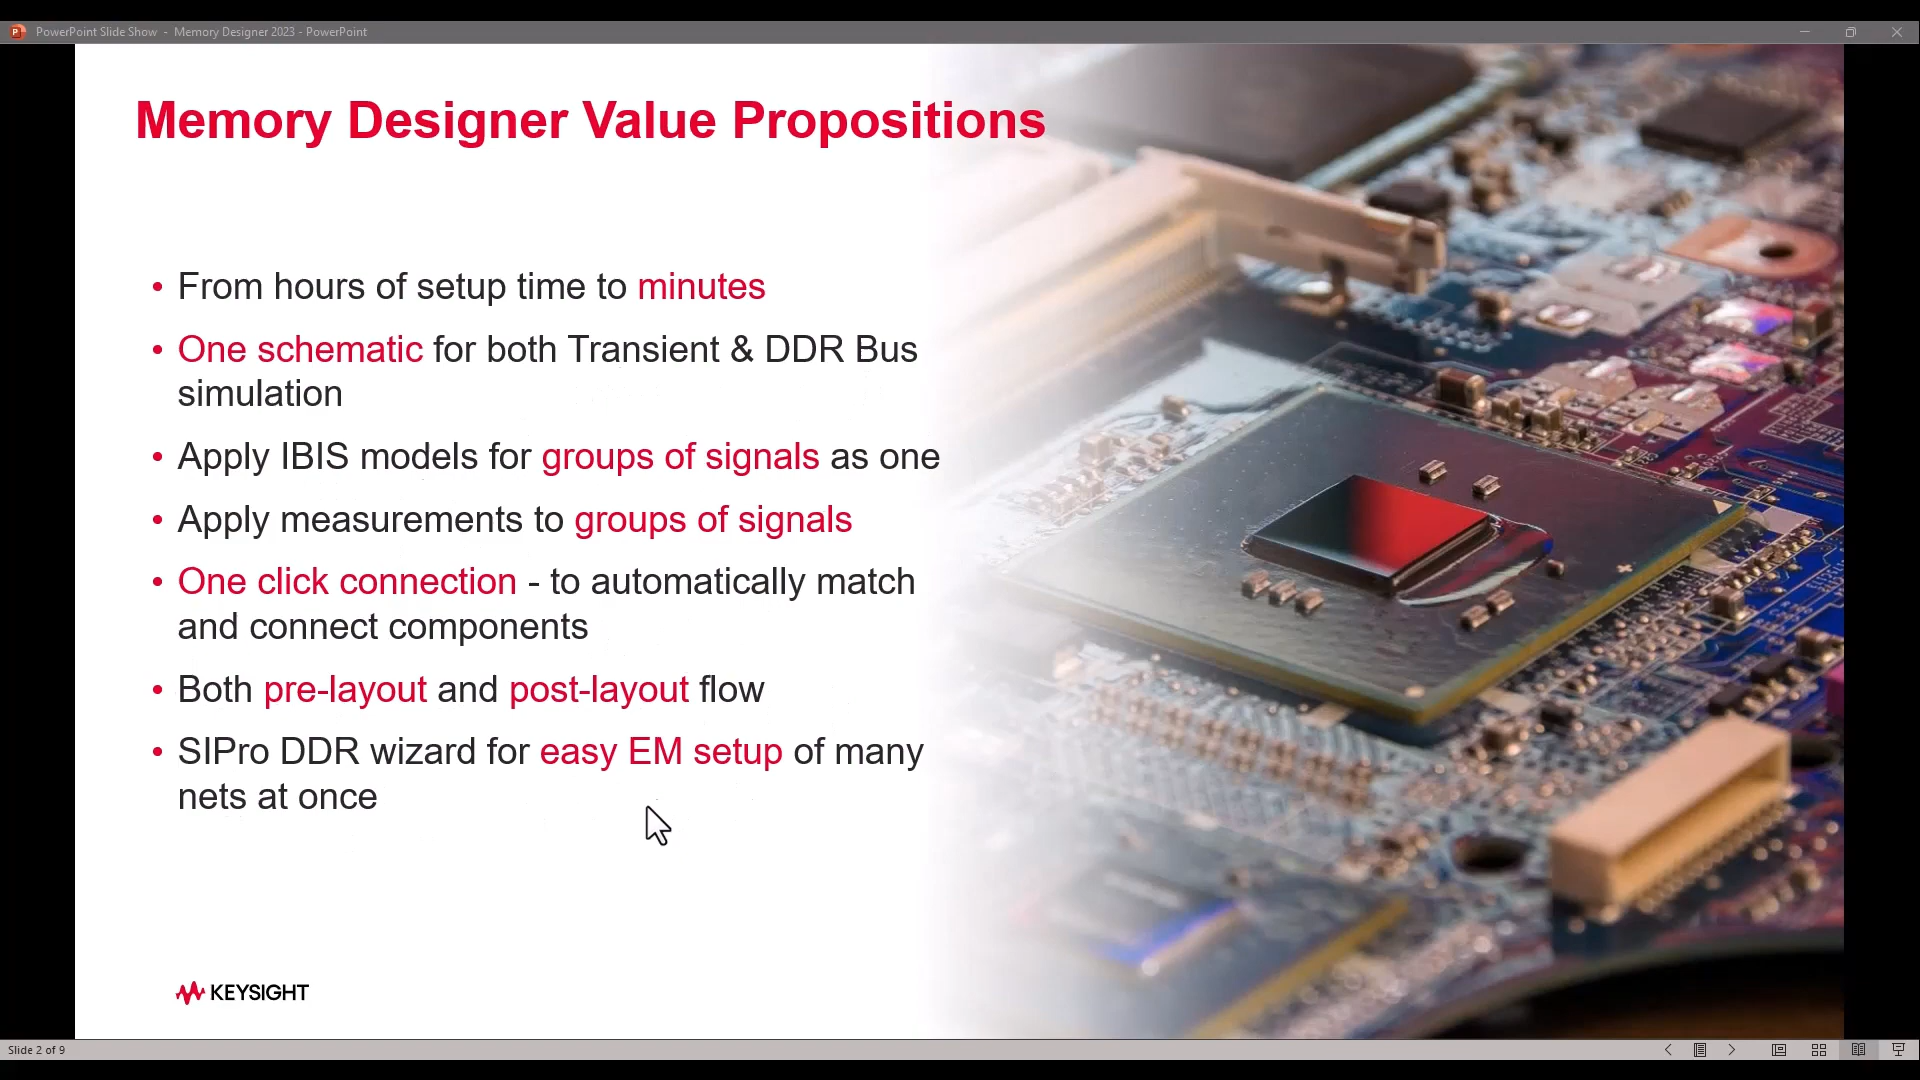 PowerPoint Slide Show - Memory Designer 2023 - PowerPoint
Memory Designer Value Propositions
• From hours of setup time to minutes
• One schematic for both Transient & DDR Bus
simulation
• Apply IBIS models for groups of signals as one
• Apply measurements to groups of signals
• One click connection - to automatically match
and connect components
• Both pre-layout and post-layout flow
• SIPro DDR wizard for easy EM setup of many
nets at once
KEYSIGHT
Slide 2 of 9